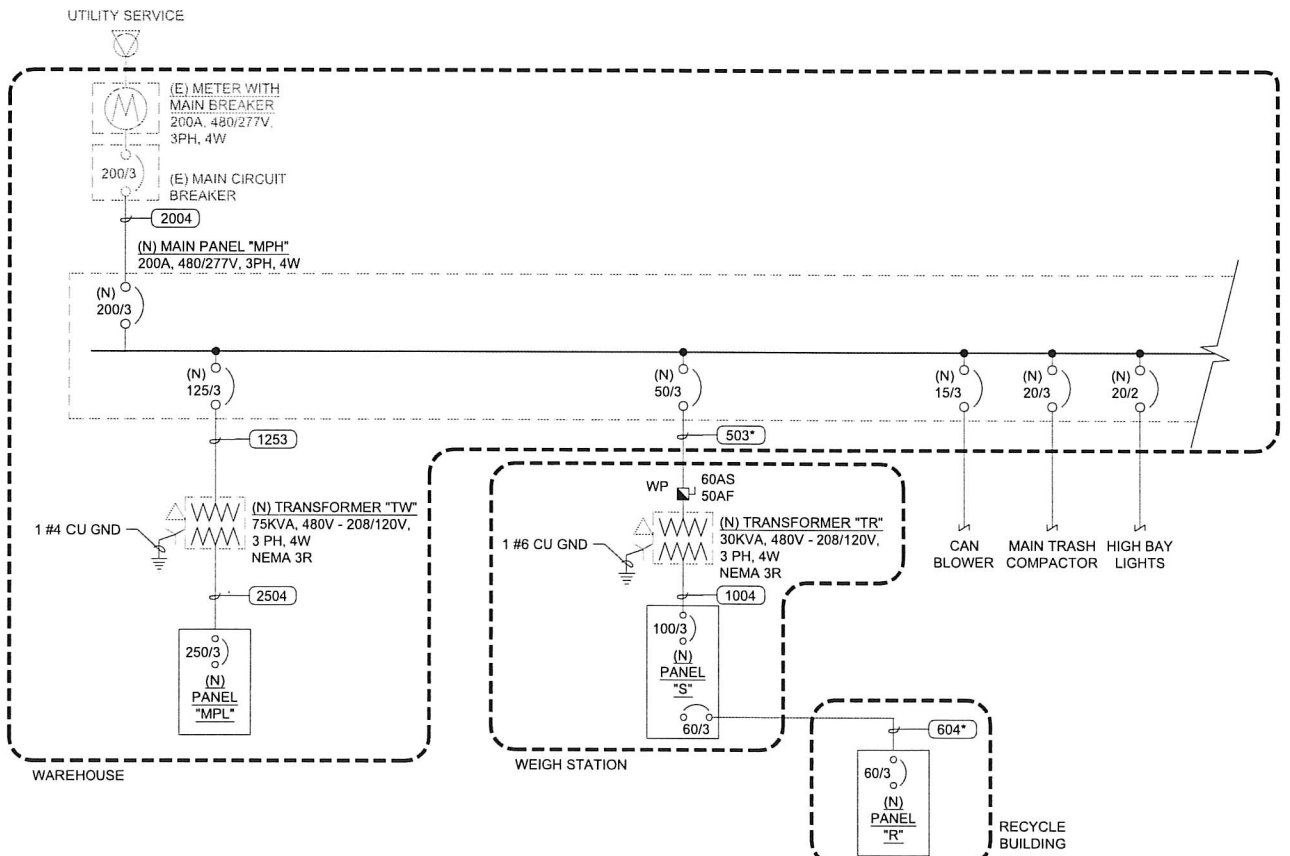 UTILITY SERVICE
M
(E) METER WITH
MAIN BREAKER
200A, 480/277V,
3PH, 4W
200/3
(E) MAIN CIRCUIT
BREAKER
2004
(N) MAIN PANEL "MPH"
200A, 480/277V, 3PH, 4W
(N)
200/3
(N)
125/3
(N)
50/3
(N)
15/3
(N)
20/3
(N)
20/2
1253
503*
1 #4 CU GND
(N) TRANSFORMER "TW"
75KVA, 480V - 208/120V,
3 PH, 4W
NEMA 3R
WP
60AS
50AF
1 #6 CU GND
(N) TRANSFORMER "TR"
30KVA, 480V - 208/120V,
3 PH, 4W
NEMA 3R
CAN
BLOWER
MAIN TRASH
COMPACTOR
HIGH BAY
LIGHTS
2504
1004
250/3
(N)
PANEL
"MPL"
100/3
(N)
PANEL
"S"
60/3
604*
WAREHOUSE
WEIGH STATION
60/3
(N)
PANEL
"R"
RECYCLE
BUILDING